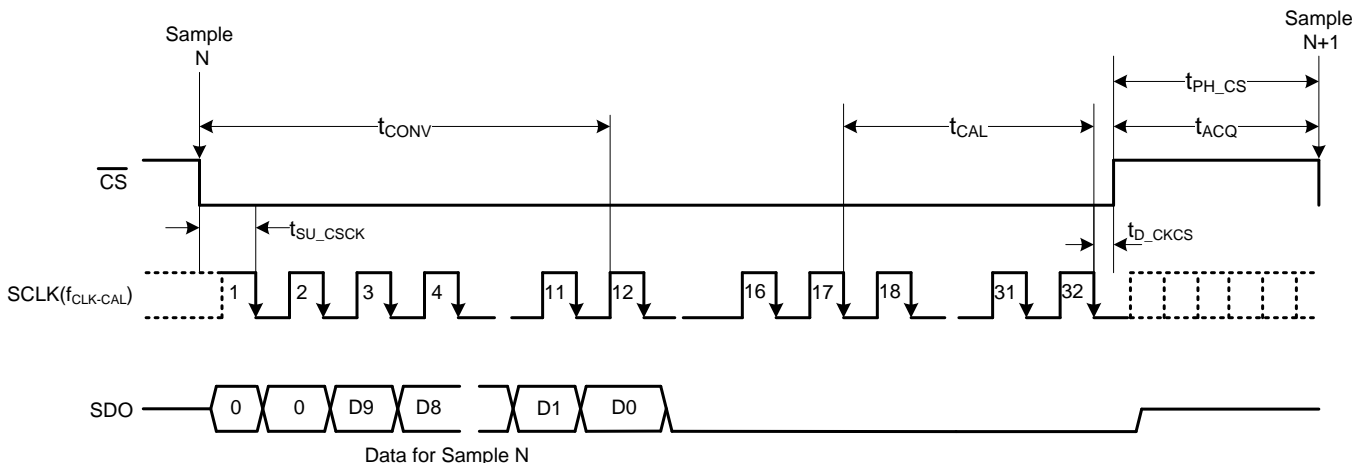 Sample
N
Sample
N+1
tPH_CS
tCONV
tCAL
tACQ
CS
tSU_CSCK
tD_CKCS
SCLK(fCLK-CAL)
1 2 3 4 11 12 16 17 18 31 32
SDO
0 0 D9 D8 D1 D0
Data for Sample N